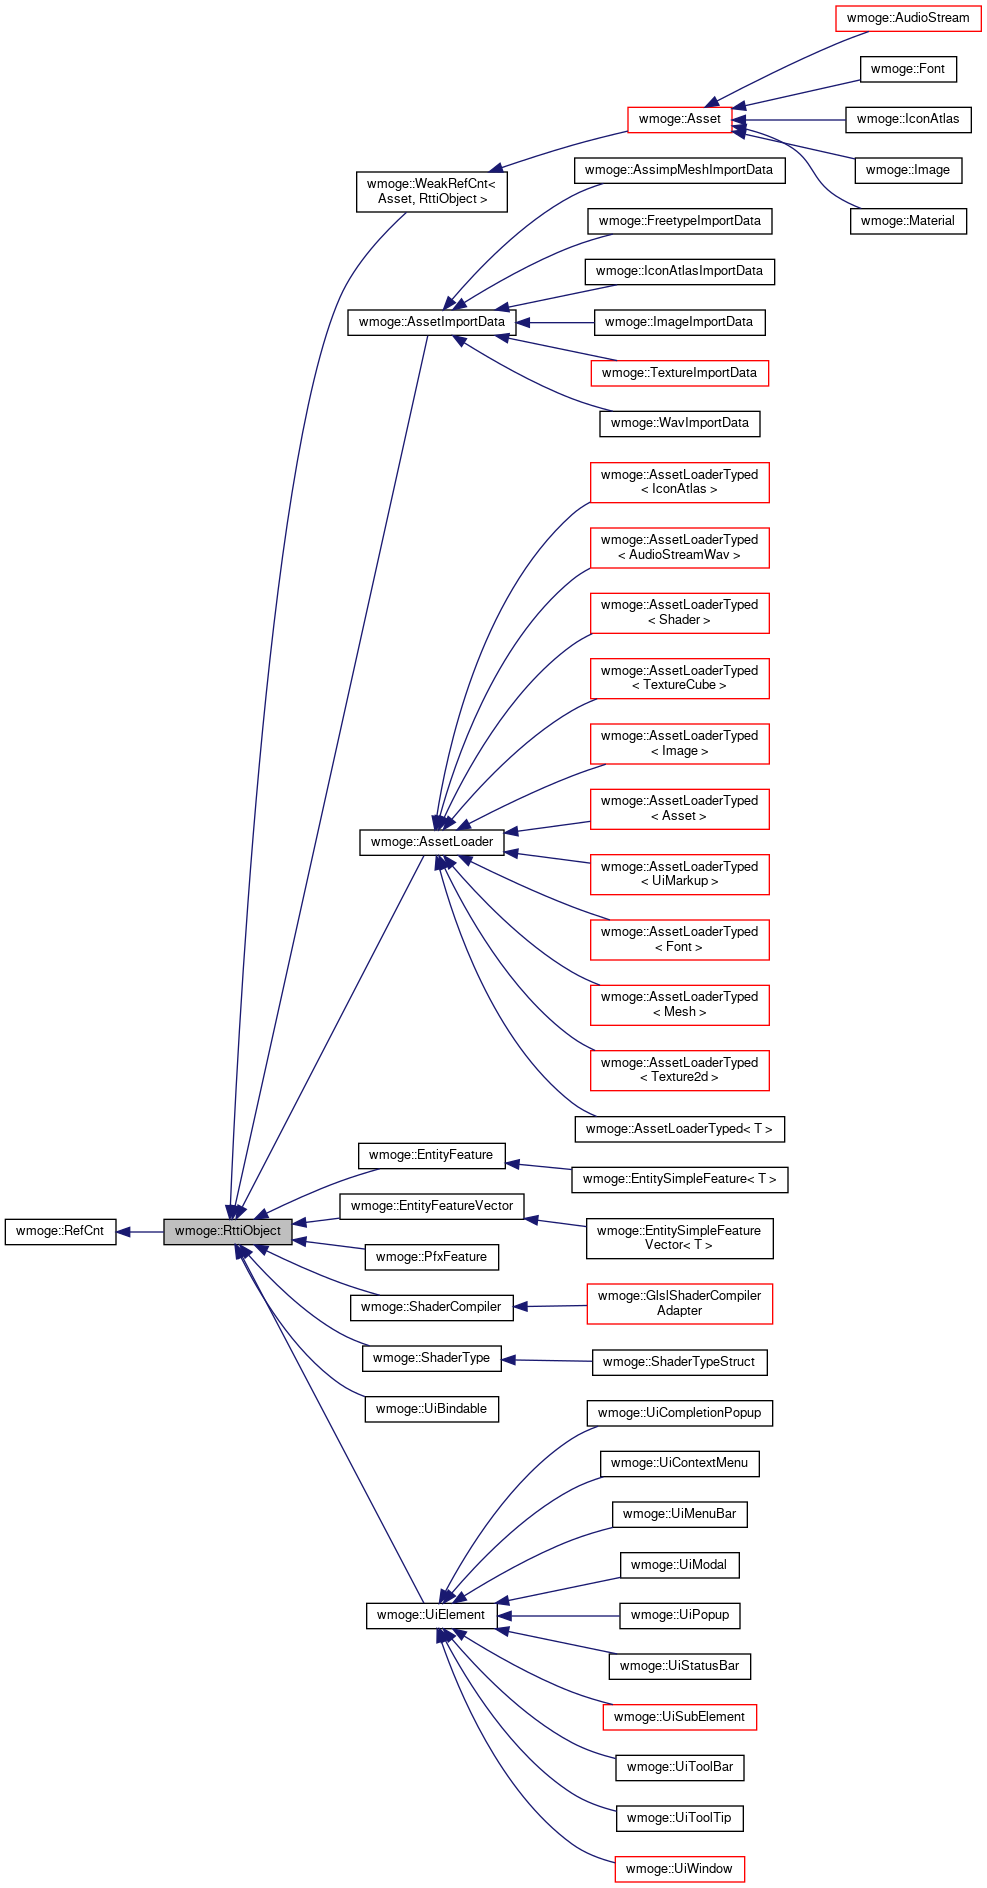 wmoge::AudioStream
wmoge::Font
wmoge::Asset
wmoge::IconAtlas
wmoge::Image
wmoge::Material
wmoge::WeakRefCnt<
Asset, RttiObject >
wmoge::AssimpMeshImportData
wmoge::FreetypeImportData
wmoge::IconAtlasImportData
wmoge::AssetImportData
wmoge::ImageImportData
wmoge::TextureImportData
wmoge::WavImportData
wmoge::AssetLoaderTyped
< IconAtlas >
wmoge::AssetLoaderTyped
< AudioStreamWav >
wmoge::AssetLoaderTyped
< Shader >
wmoge::AssetLoaderTyped
< TextureCube >
wmoge::AssetLoaderTyped
< Image >
wmoge::AssetLoaderTyped
< Asset >
wmoge::AssetLoader
wmoge::AssetLoaderTyped
< UiMarkup >
wmoge::AssetLoaderTyped
< Font >
wmoge::AssetLoaderTyped
< Mesh >
wmoge::AssetLoaderTyped
< Texture2d >
wmoge::AssetLoaderTyped< T >
wmoge::EntityFeature
wmoge::EntitySimpleFeature< T >
wmoge::EntityFeatureVector
wmoge::EntitySimpleFeature
Vector< T >
wmoge::RefCnt
wmoge::RttiObject
wmoge::PfxFeature
wmoge::ShaderCompiler
wmoge::GlslShaderCompiler
Adapter
wmoge::ShaderType
wmoge::ShaderTypeStruct
wmoge::UiBindable
wmoge::UiCompletionPopup
wmoge::UiContextMenu
wmoge::UiMenuBar
wmoge::UiModal
wmoge::UiElement
wmoge::UiPopup
wmoge::UiStatusBar
wmoge::UiSubElement
wmoge::UiToolBar
wmoge::UiToolTip
wmoge::UiWindow